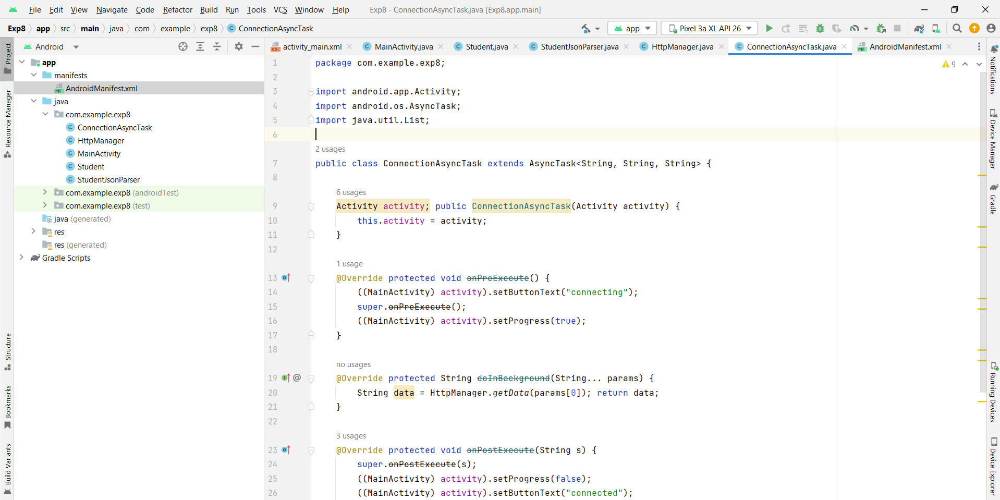 File Edit View Navigate Code Refactor Build Run Tools VCS Window Help Exp8 - ConnectionAsyncTask.java [Exp8.app.main]
Exp8 app src main java com example exp8 C ConnectionAsyncTask app Pixel 3a XL API 26
Project
Resource Manager
Structure
Bookmarks
Build Variants
Android
app
manifests
MF AndroidManifest.xml
java
com.example.exp8
C ConnectionAsyncTask
C HttpManager
C MainActivity
C Student
C StudentJsonParser
com.example.exp8 (androidTest)
com.example.exp8 (test)
java (generated)
res
res (generated)
Gradle Scripts
activity_main.xml C MainActivity.java C Student.java C StudentJsonParser.java C HttpManager.java C ConnectionAsyncTask.java MF AndroidManifest.xml
9
1 package com.example.exp8;
2
3 import android.app.Activity;
4 import android.os.AsyncTask;
5 import java.util.List;
6
2 usages
7 public class ConnectionAsyncTask extends AsyncTask<String, String, String> {
8
6 usages
9 Activity activity; public ConnectionAsyncTask(Activity activity) {
10 this.activity = activity;
11 }
12
1 usage
13 @Override protected void onPreExecute() {
14 ((MainActivity) activity).setButtonText("connecting");
15 super.onPreExecute();
16 ((MainActivity) activity).setProgress(true);
17 }
18
no usages
19 @ @Override protected String doInBackground(String... params) {
20 String data = HttpManager.getData(params[0]); return data;
21 }
22
3 usages
23 @Override protected void onPostExecute(String s) {
24 super.onPostExecute(s);
25 ((MainActivity) activity).setProgress(false);
26 ((MainActivity) activity).setButtonText("connected");
Notifications
Device Manager
Gradle
Running Devices
Device Explorer